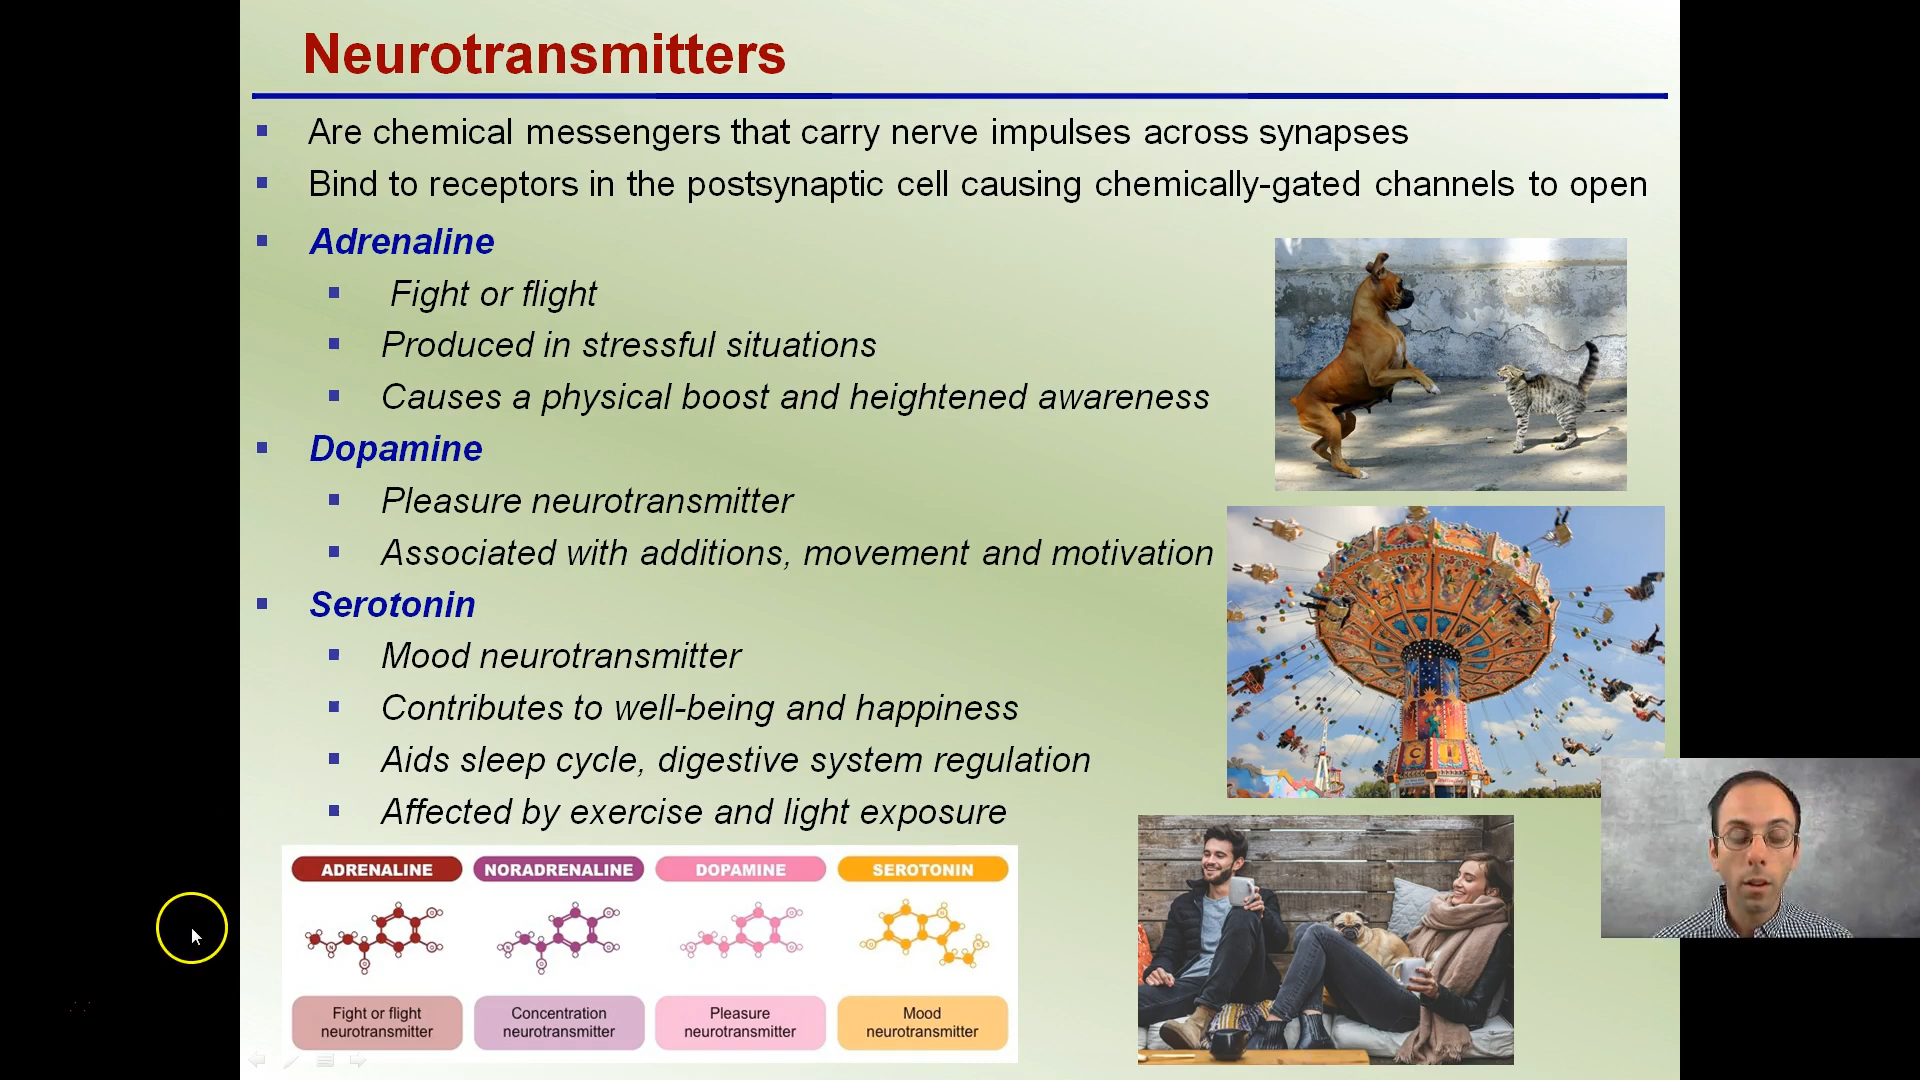 Neurotransmitters
Are chemical messengers that carry nerve impulses across synapses
Bind to receptors in the postsynaptic cell causing chemically-gated channels to open
Adrenaline
Fight or flight
Produced in stressful situations
Causes a physical boost and heightened awareness
Dopamine
Pleasure neurotransmitter
Associated with additions, movement and motivation
Serotonin
Mood neurotransmitter
Contributes to well-being and happiness
Aids sleep cycle, digestive system regulation
Affected by exercise and light exposure
ADRENALINE NORADRENALINE DOPAMINE SEROTONIN
Fight or flight Concentration Pleasure Mood
neurotransmitter neurotransmitter neurotransmitter neurotransmitter